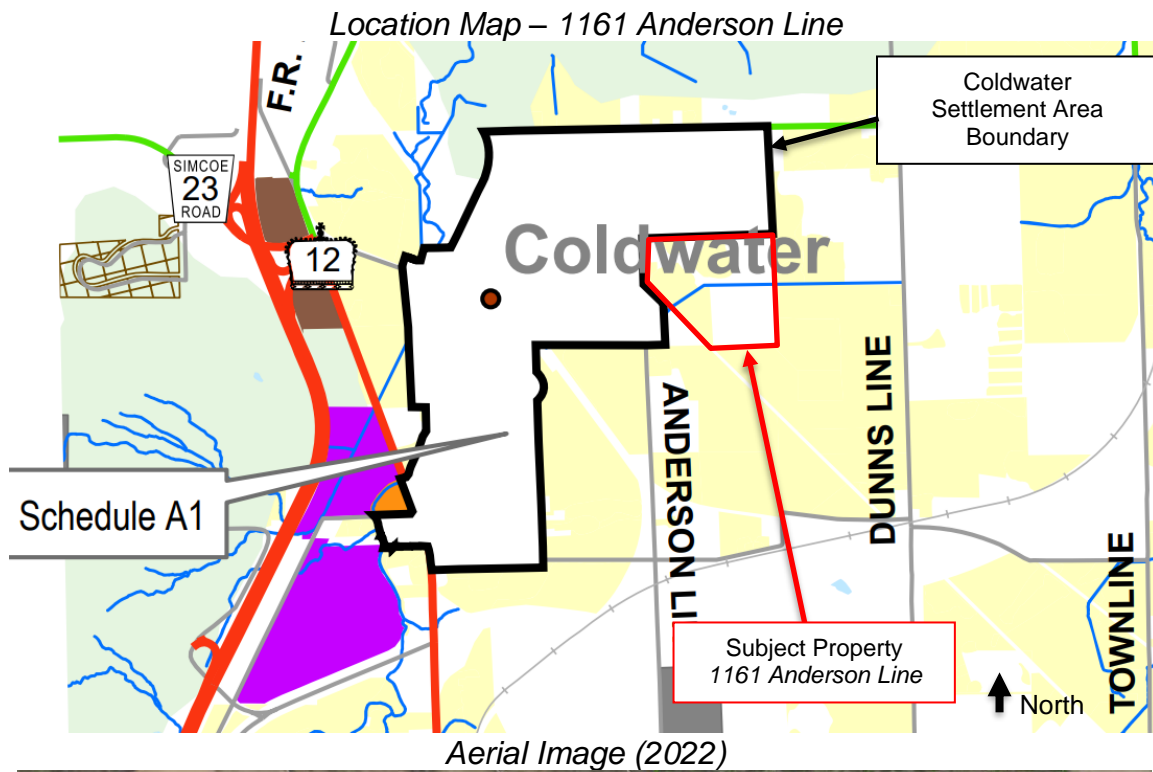 Location Map – 1161 Anderson Line
F.R.
Coldwater
Settlement Area
Boundary
SIMCOE
23
ROAD
12
Coldwater
Schedule A1
ANDERSON LI
DUNNS LINE
TOWNLINE
Subject Property
1161 Anderson Line
North
Aerial Image (2022)